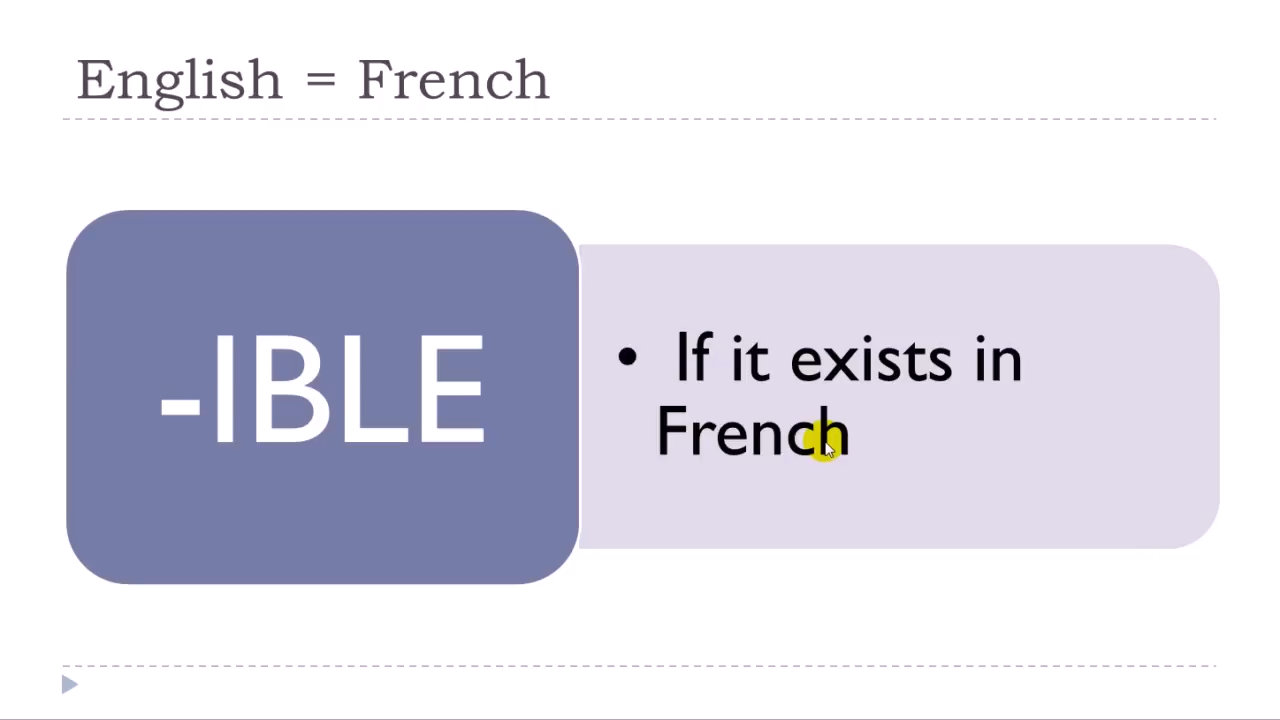 English = French
-IBLE
• If it exists in
French